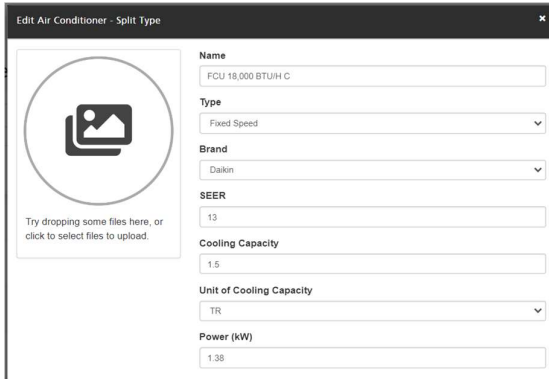 Edit Air Conditioner - Split Type
×
Try dropping some files here, or
click to select files to upload.
Name
FCU 18,000 BTU/H C
Type
Fixed Speed
Brand
Daikin
SEER
13
Cooling Capacity
1.5
Unit of Cooling Capacity
TR
Power (kW)
1.38